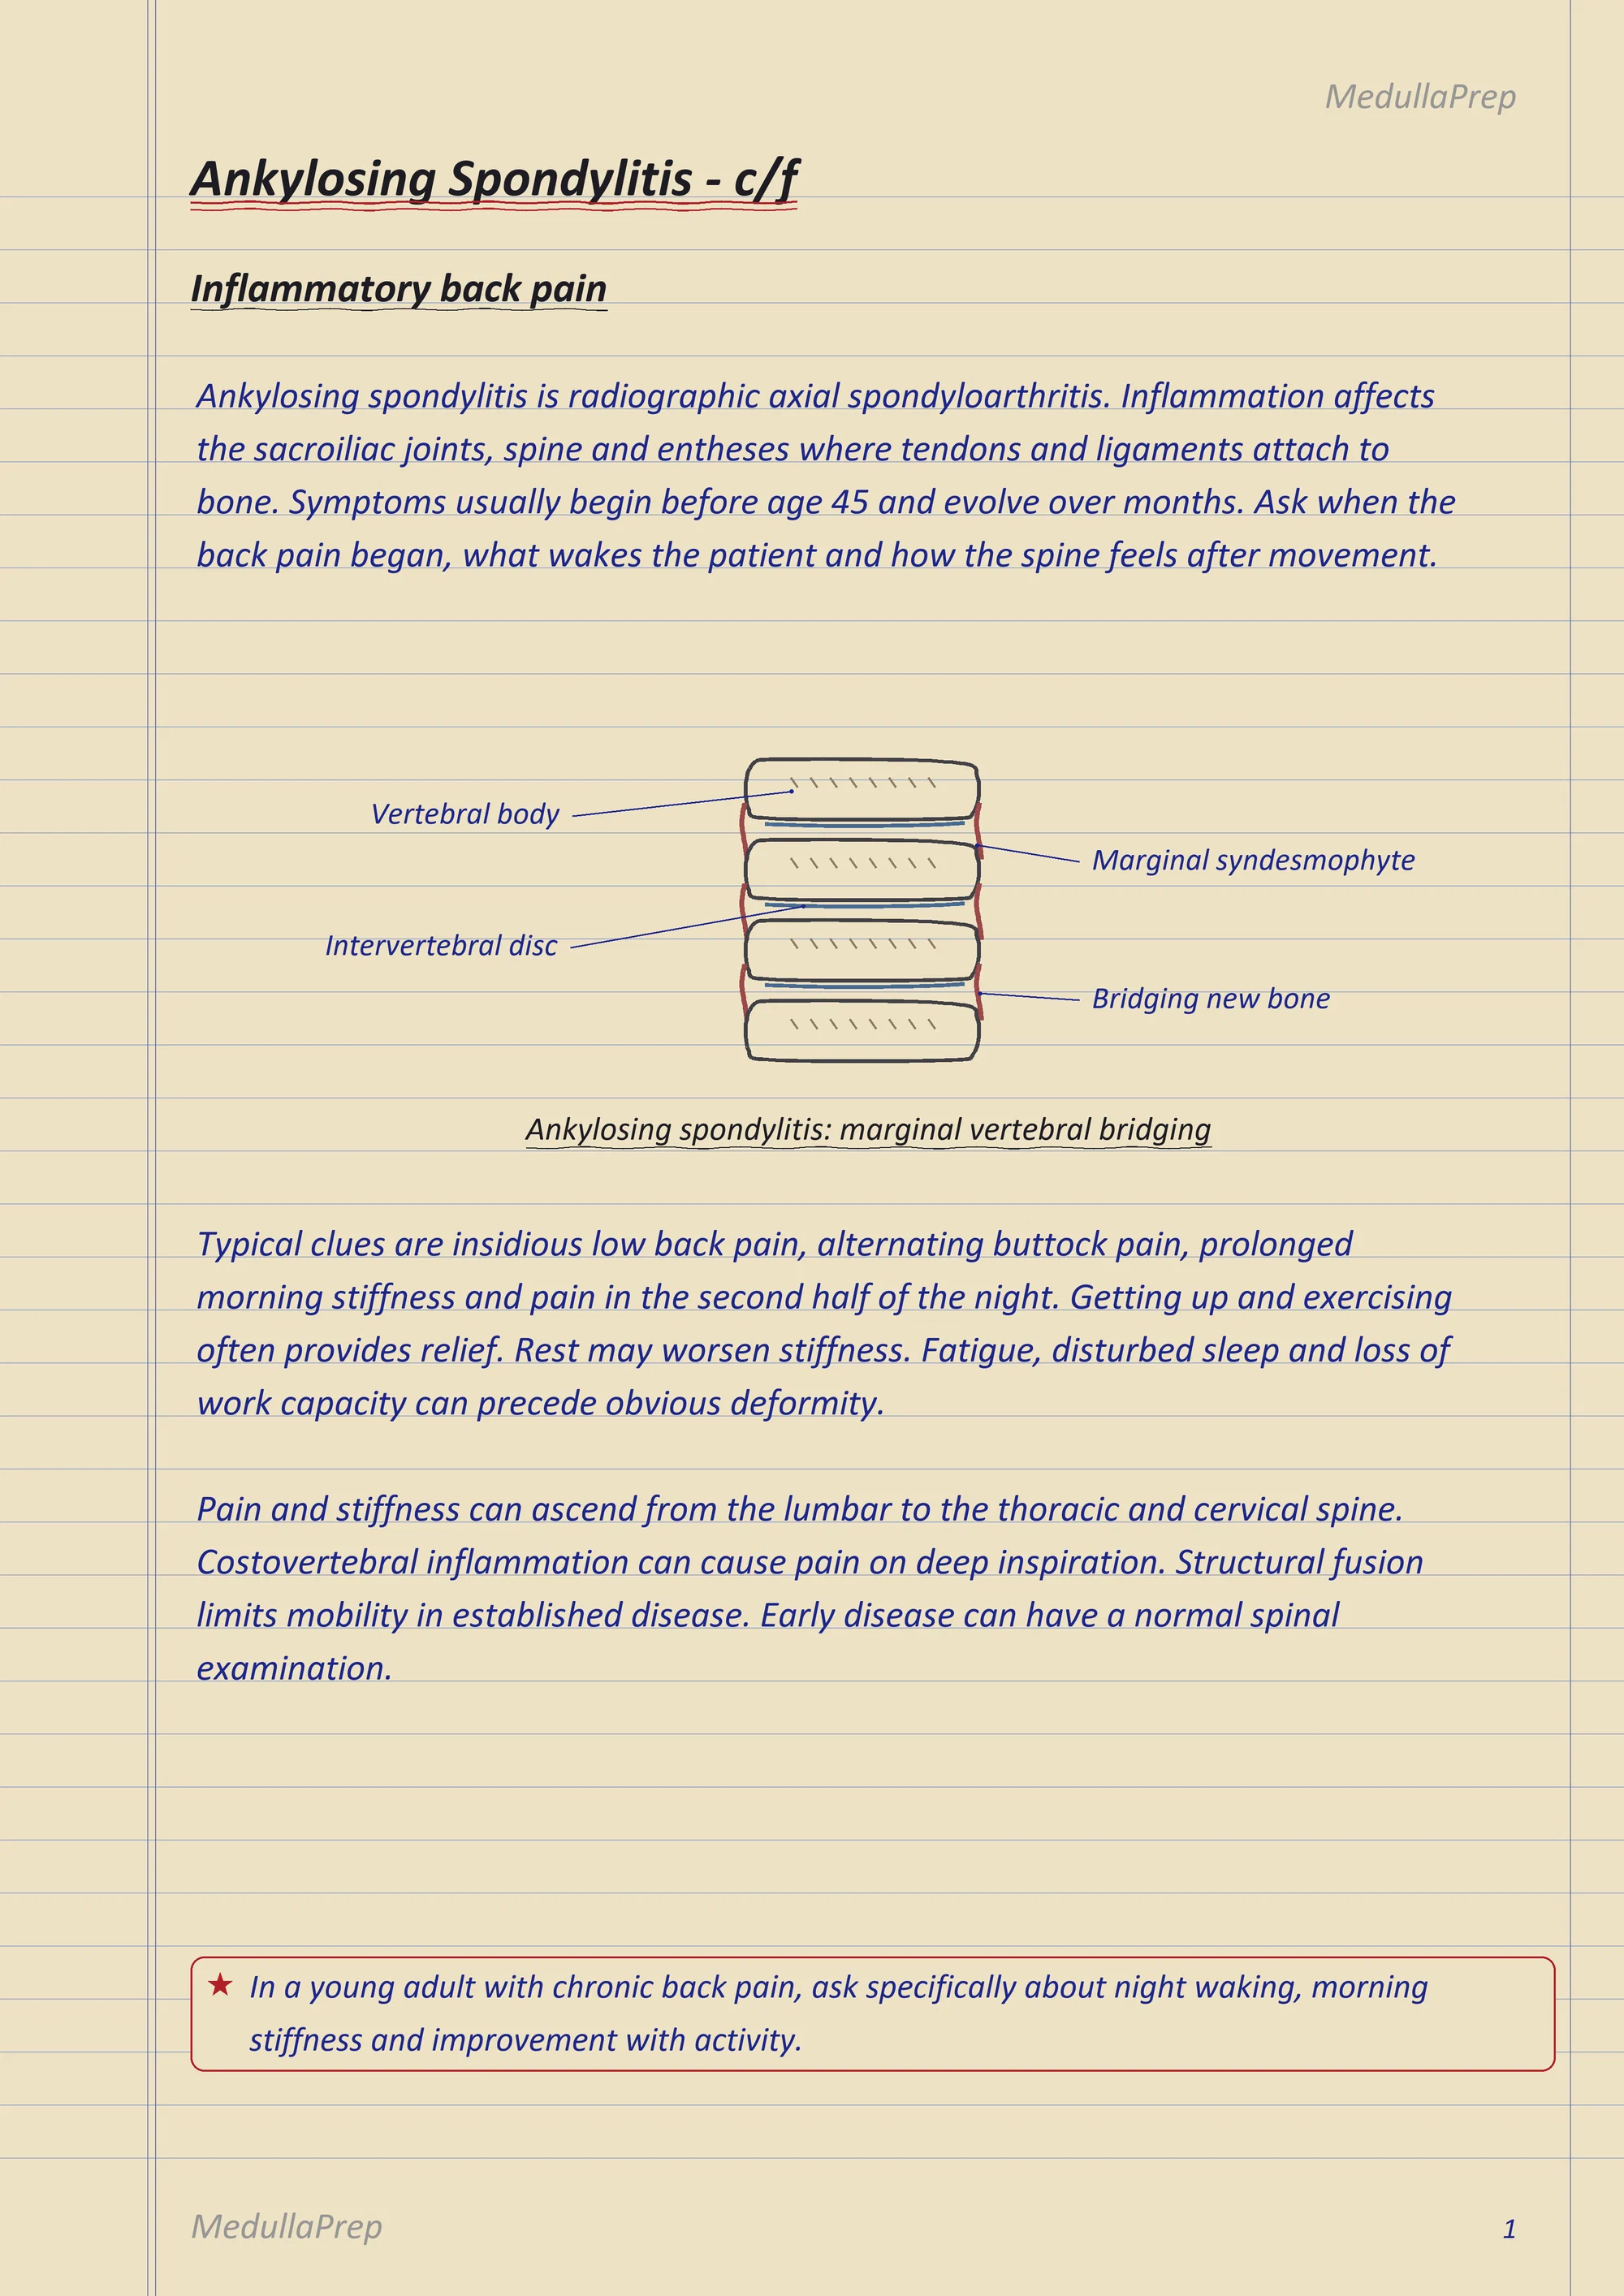 MedullaPrep
Ankylosing Spondylitis - c/f
Inflammatory back pain
Ankylosing spondylitis is radiographic axial spondyloarthritis. Inflammation affects
the sacroiliac joints, spine and entheses where tendons and ligaments attach to
bone. Symptoms usually begin before age 45 and evolve over months. Ask when the
back pain began, what wakes the patient and how the spine feels after movement.
Vertebral body
Marginal syndesmophyte
Intervertebral disc
Bridging new bone
Ankylosing spondylitis: marginal vertebral bridging
Typical clues are insidious low back pain, alternating buttock pain, prolonged
morning stiffness and pain in the second half of the night. Getting up and exercising
often provides relief. Rest may worsen stiffness. Fatigue, disturbed sleep and loss of
work capacity can precede obvious deformity.
Pain and stiffness can ascend from the lumbar to the thoracic and cervical spine.
Costovertebral inflammation can cause pain on deep inspiration. Structural fusion
limits mobility in established disease. Early disease can have a normal spinal
examination.
★ In a young adult with chronic back pain, ask specifically about night waking, morning
stiffness and improvement with activity.
MedullaPrep
1